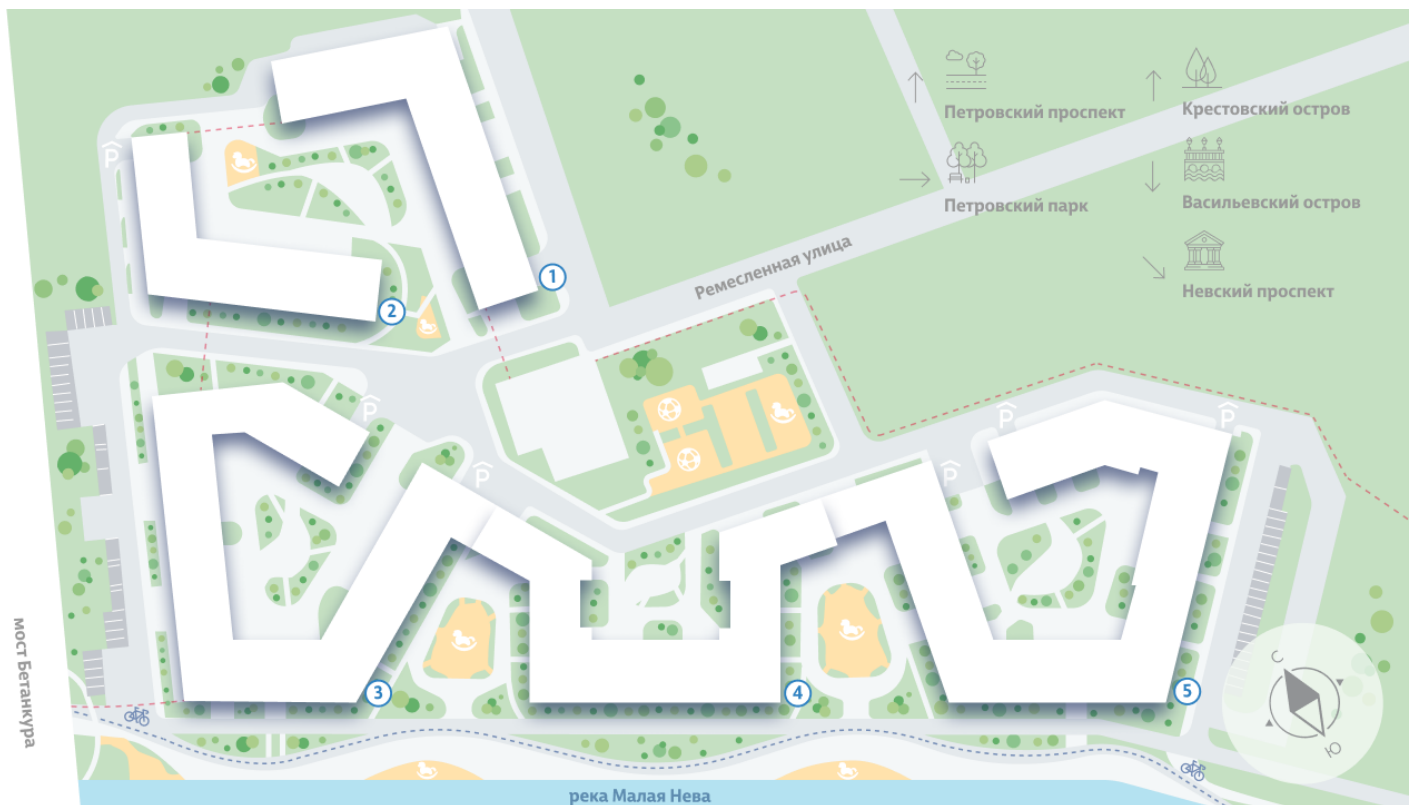 Петровский проспект
Крестовский остров
Петровский парк
Васильевский остров
Невский проспект
Ремесленная улица
P
1
2
P
P
P
P
P
3
4
5
мост Бетанкура
С
Ю
река Малая Нева